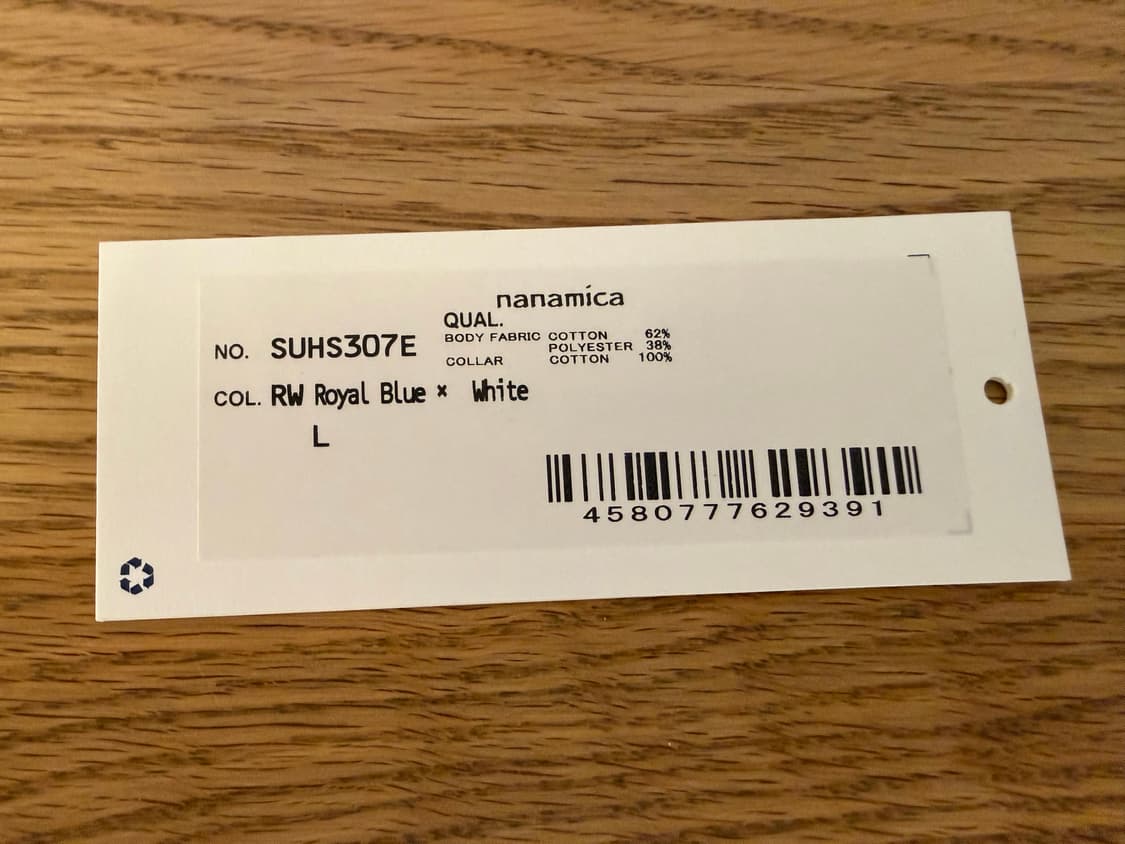 nanamica
QUAL.
NO. SUHS307E
BODY FABRIC COTTON 62%
POLYESTER 38%
COLLAR COTTON 100%
COL. RW Royal Blue × White
L
4580777629391